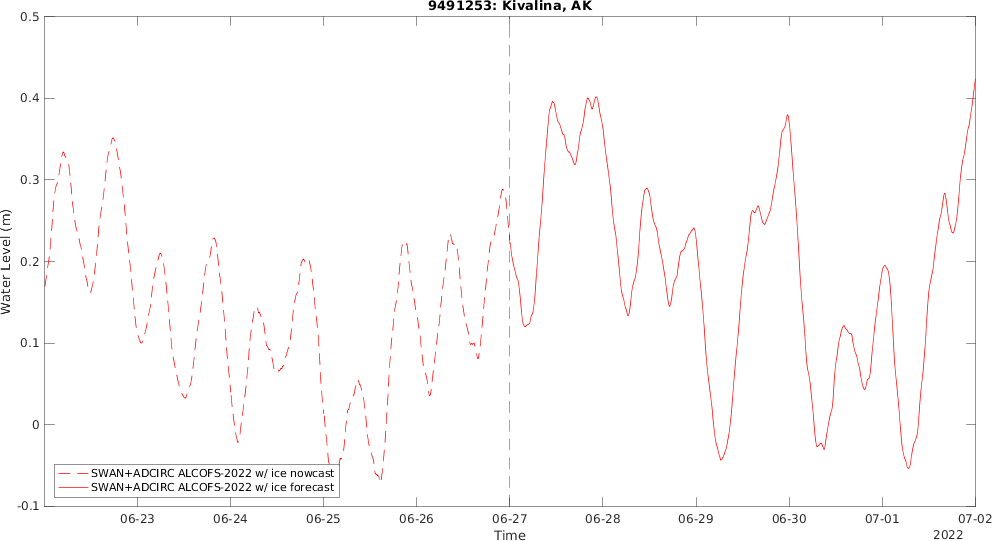 9491253: Kivalina, AK
0.5
0.4
0.3
0.2
0.1
0
-0.1
Water Level (m)
SWAN+ADCIRC ALCOFS-2022 w/ ice nowcast
SWAN+ADCIRC ALCOFS-2022 w/ ice forecast
06-23 06-24 06-25 06-26 06-27 06-28 06-29 06-30 07-01 07-02
Time
2022